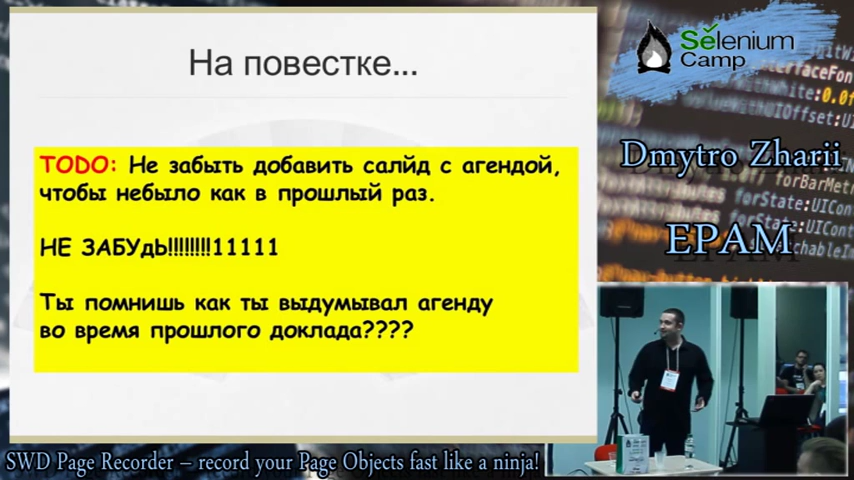 На повестке...
TODO: Не забыть добавить салйд с агендой,
чтобы небыло как в прошлый раз.
НЕ ЗАБУдЬ!!!!!!!!11111
Ты помнишь как ты выдумывал агенду
во время прошлого доклада????
Selenium
Camp
Dmytro Zharii
EPAM
SWD Page Recorder – record your Page Objects fast like a ninja!